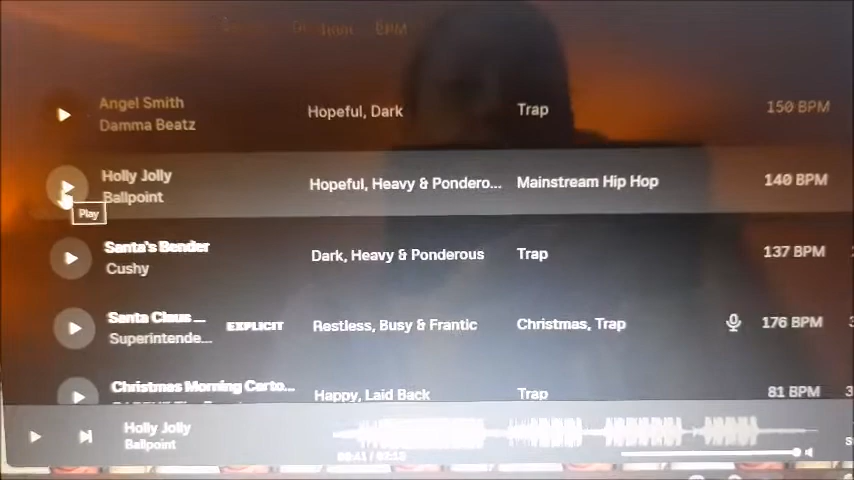 Angel Smith
Damma Beatz
Hopeful, Dark
Trap
150 BPM
Holly Jolly
Ballpoint
Hopeful, Heavy & Pondero...
Mainstream Hip Hop
140 BPM
Play
Santa's Bender
Cushy
Dark, Heavy & Ponderous
Trap
137 BPM
Santa Claus ...
Superintende...
EXPLICIT
Restless, Busy & Frantic
Christmas, Trap
176 BPM
Christmas Morning Carto...
Happy, Laid Back
Trap
81 BPM
Holly Jolly
Ballpoint